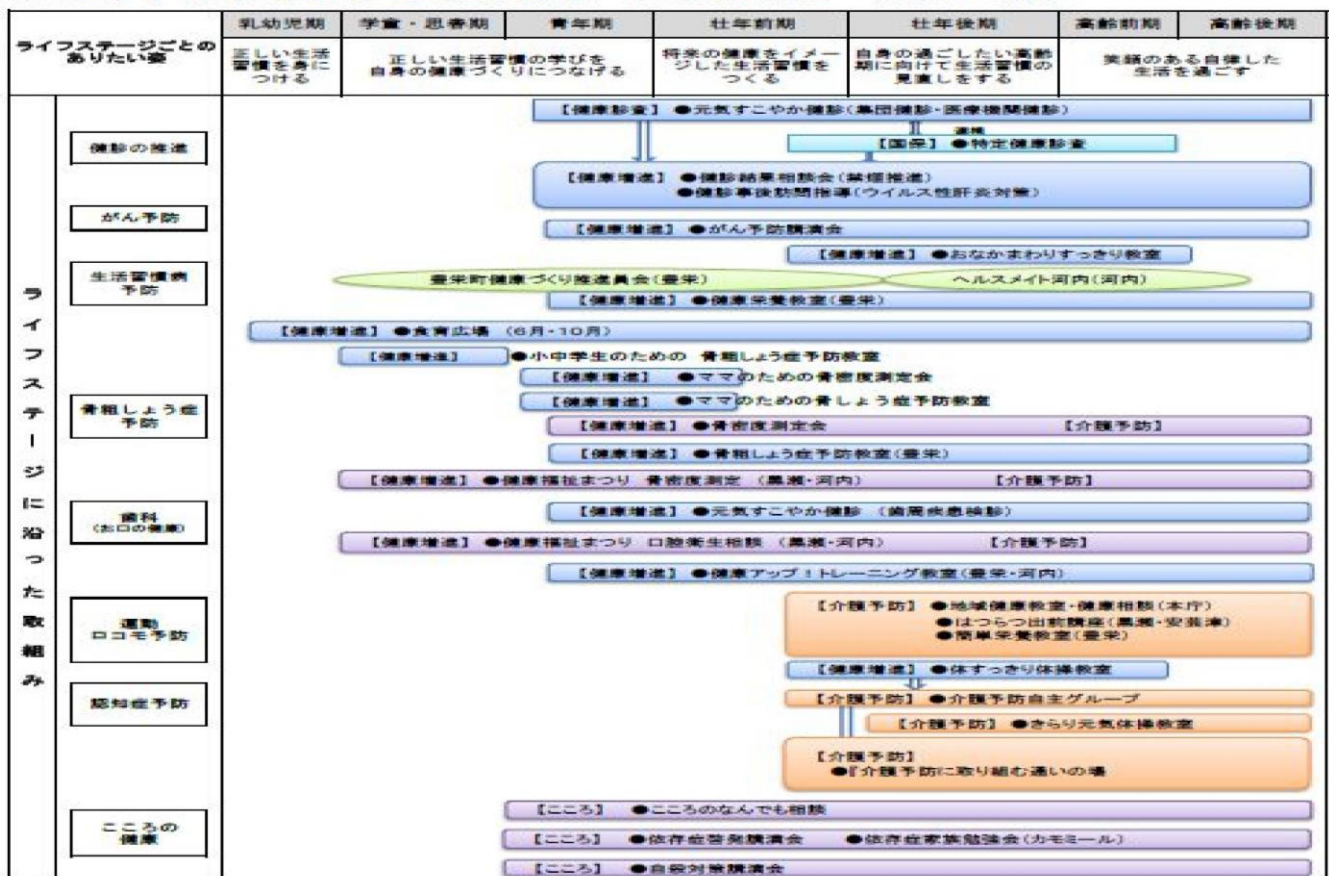 乳幼児期 学童・思春期 青年期 壮年前期 壮年後期 高齢前期 高齢後期
ライフステージごとの
ありたい姿
正しい生活
習慣を身に
つける
正しい生活習慣の学びを
自身の健康づくりにつなげる
将来の健康をイメー
ジした生活習慣を
つくる
自身の過ごしたい高齢
期に向けて生活習慣の
見直しをする
笑顔のある自律した
生活を過ごす
ライフステージに沿った取組み
健診の推進
【健康診査】 ●元気すこやか健診(集団健診・医療機関健診)
連携
【国保】 ●特定健康診査
【健康増進】 ●健診結果相談会(禁煙推進)
●健診事後訪問指導(ウイルス性肝炎対策)
がん予防
【健康増進】 ●がん予防講演会
【健康増進】 ●おなかまわりすっきり教室
生活習慣病
予防
豊栄町健康づくり推進員会(豊栄)
ヘルスメイト河内(河内)
【健康増進】 ●健康栄養教室(豊栄)
【健康増進】 ●食育広場 (6月・10月)
【健康増進】 ●小中学生のための 骨粗しょう症予防教室
【健康増進】 ●ママのための骨密度測定会
骨粗しょう症
予防
【健康増進】 ●ママのための骨しょう症予防教室
【健康増進】 ●骨密度測定会 【介護予防】
【健康増進】 ●骨粗しょう症予防教室(豊栄)
【健康増進】 ●健康福祉まつり 骨密度測定 (黒瀬・河内) 【介護予防】
歯科
(お口の健康)
【健康増進】 ●元気すこやか健診 (歯周疾患検診)
【健康増進】 ●健康福祉まつり 口腔衛生相談 (黒瀬・河内) 【介護予防】
【健康増進】 ●健康アップ!トレーニング教室(豊栄・河内)
運動
ロコモ予防
【介護予防】 ●地域健康教室・健康相談(本庁)
●はつらつ出前講座(黒瀬・安芸津)
●簡単栄養教室(豊栄)
【健康増進】 ●体すっきり体操教室
認知症予防
【介護予防】 ●介護予防自主グループ
【介護予防】 ●きらり元気体操教室
【介護予防】
●「介護予防に取り組む通いの場
こころの
健康
【こころ】 ●こころのなんでも相談
【こころ】 ●依存症啓発講演会 ●依存症家族勉強会(カモミール)
【こころ】 ●自殺対策講演会